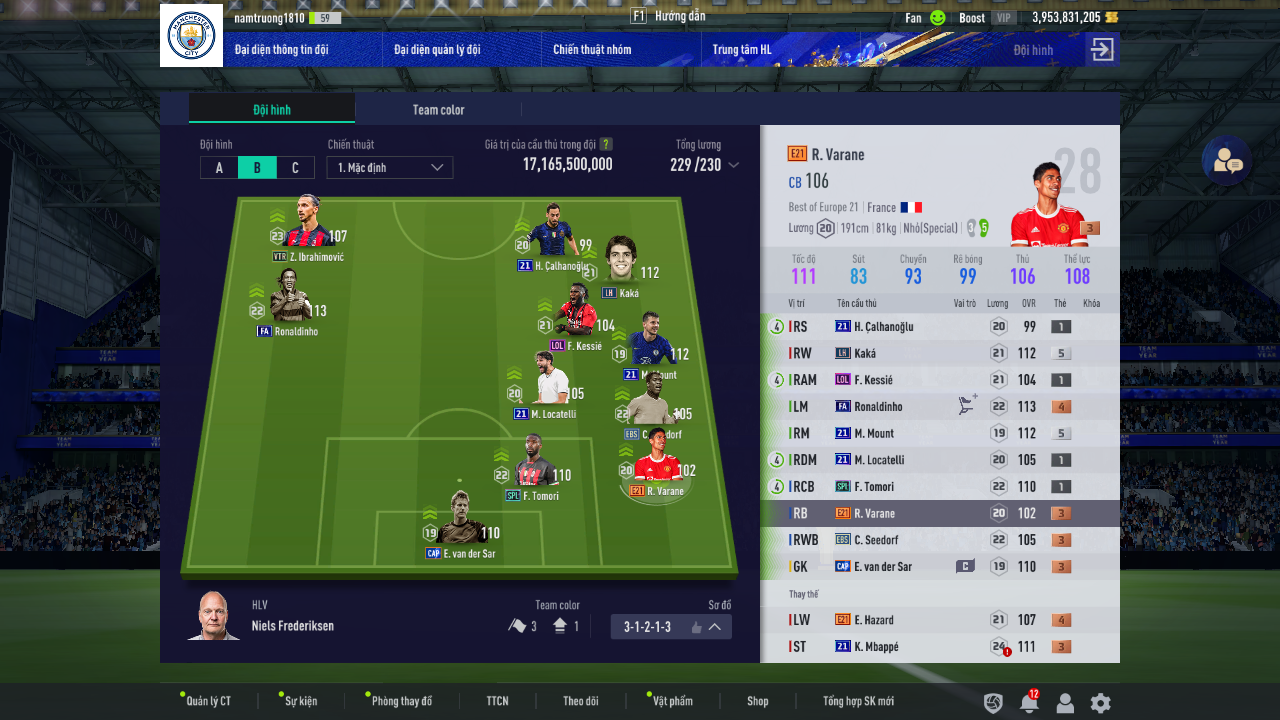 MANCHESTER
CITY
namtruong1810 59
F1 Hướng dẫn
Fan Boost VIP 3,953,831,205
Đại diện thông tin đội
Đại diện quản lý đội
Chiến thuật nhóm
Trung tâm HL
Đội hình
Đội hình
Team color
Đội hình
A B C
Chiến thuật
1. Mặc định
Giá trị của cầu thủ trong đội ?
17,165,500,000
Tổng lương
229 /230
23 107
VTR Z. Ibrahimović
22 113
FA Ronaldinho
20 99
21 H. Çalhanoğlu
21 112
LH Kaká
21 104
LOL F. Kessié
19 112
21 M. Mount
20 105
21 M. Locatelli
22 105
EBS C. Seedorf
22 110
SPL F. Tomori
20 102
E21 R. Varane
19 110
CAP E. van der Sar
HLV
Niels Frederiksen
Team color
3 1
Sơ đồ
3-1-2-1-3
E21 R. Varane
28
CB 106
Best of Europe 21 France
Lương 20 191cm 81kg Nhỏ(Special) 3 5
3
Tốc độ Sút Chuyền Rê bóng Thủ Thể lực
111 83 93 99 106 108
Vị trí Tên cầu thủ Vai trò Lương OVR Thẻ Khóa
4 RS 21 H. Çalhanoğlu 20 99 1
RW LH Kaká 21 112 5
4 RAM LOL F. Kessié 21 104 1
LM FA Ronaldinho 22 113 4
RM 21 M. Mount 19 112 5
4 RDM 21 M. Locatelli 20 105 1
4 RCB SPL F. Tomori 22 110 1
RB E21 R. Varane 20 102 3
RWB EBS C. Seedorf 22 105 3
GK CAP E. van der Sar C 19 110 3
Thay thế
LW E21 E. Hazard 21 107 4
ST 21 K. Mbappé 24 ! 111 3
Quản lý CT
Sự kiện
Phòng thay đồ
TTCN
Theo dõi
Vật phẩm
Shop
Tổng hợp SK mới
12